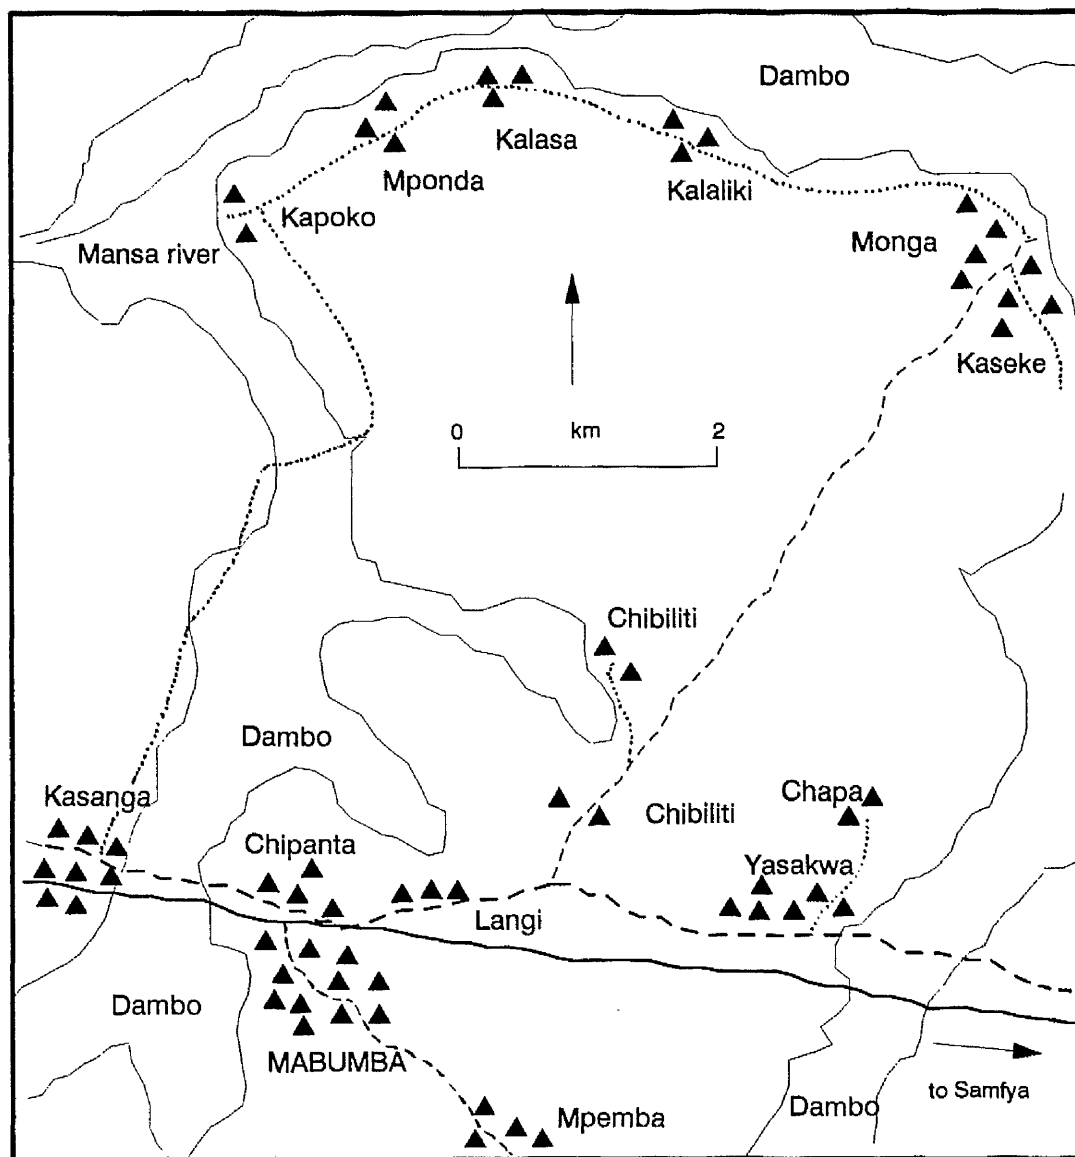 Dambo
Kalasa
Mponda
Kalaliki
Kapoko
Mansa river
Monga
Kaseke
0 km 2
Chibiliti
Dambo
Kasanga
Chibiliti
Chapa
Chipanta
Yasakwa
Langi
Dambo
MABUMBA
to Samfya
Mpemba
Dambo